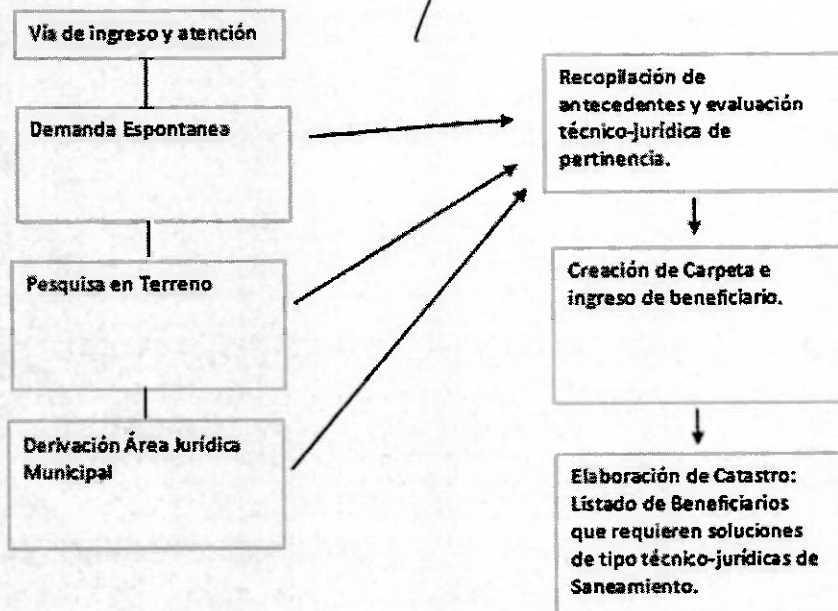 Vía de ingreso y atención
Demanda Espontanea
Pesquisa en Terreno
Derivación Área Jurídica
Municipal
Recopilación de
antecedentes y evaluación
técnico-jurídica de
pertinencia.
Creación de Carpeta e
ingreso de beneficiario.
Elaboración de Catastro:
Listado de Beneficiarios
que requieren soluciones
de tipo técnico-jurídicas de
Saneamiento.